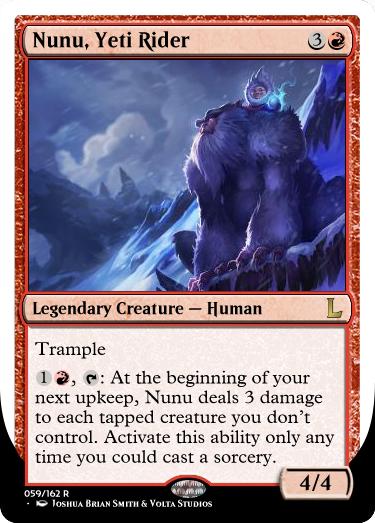 Nunu, Yeti Rider 3
Legendary Creature — Human L
Trample
1 , : At the beginning of your
next upkeep, Nunu deals 3 damage
to each tapped creature you don't
control. Activate this ability only any
time you could cast a sorcery.
4/4
059/162 R
Joshua Brian Smith & Volta Studios